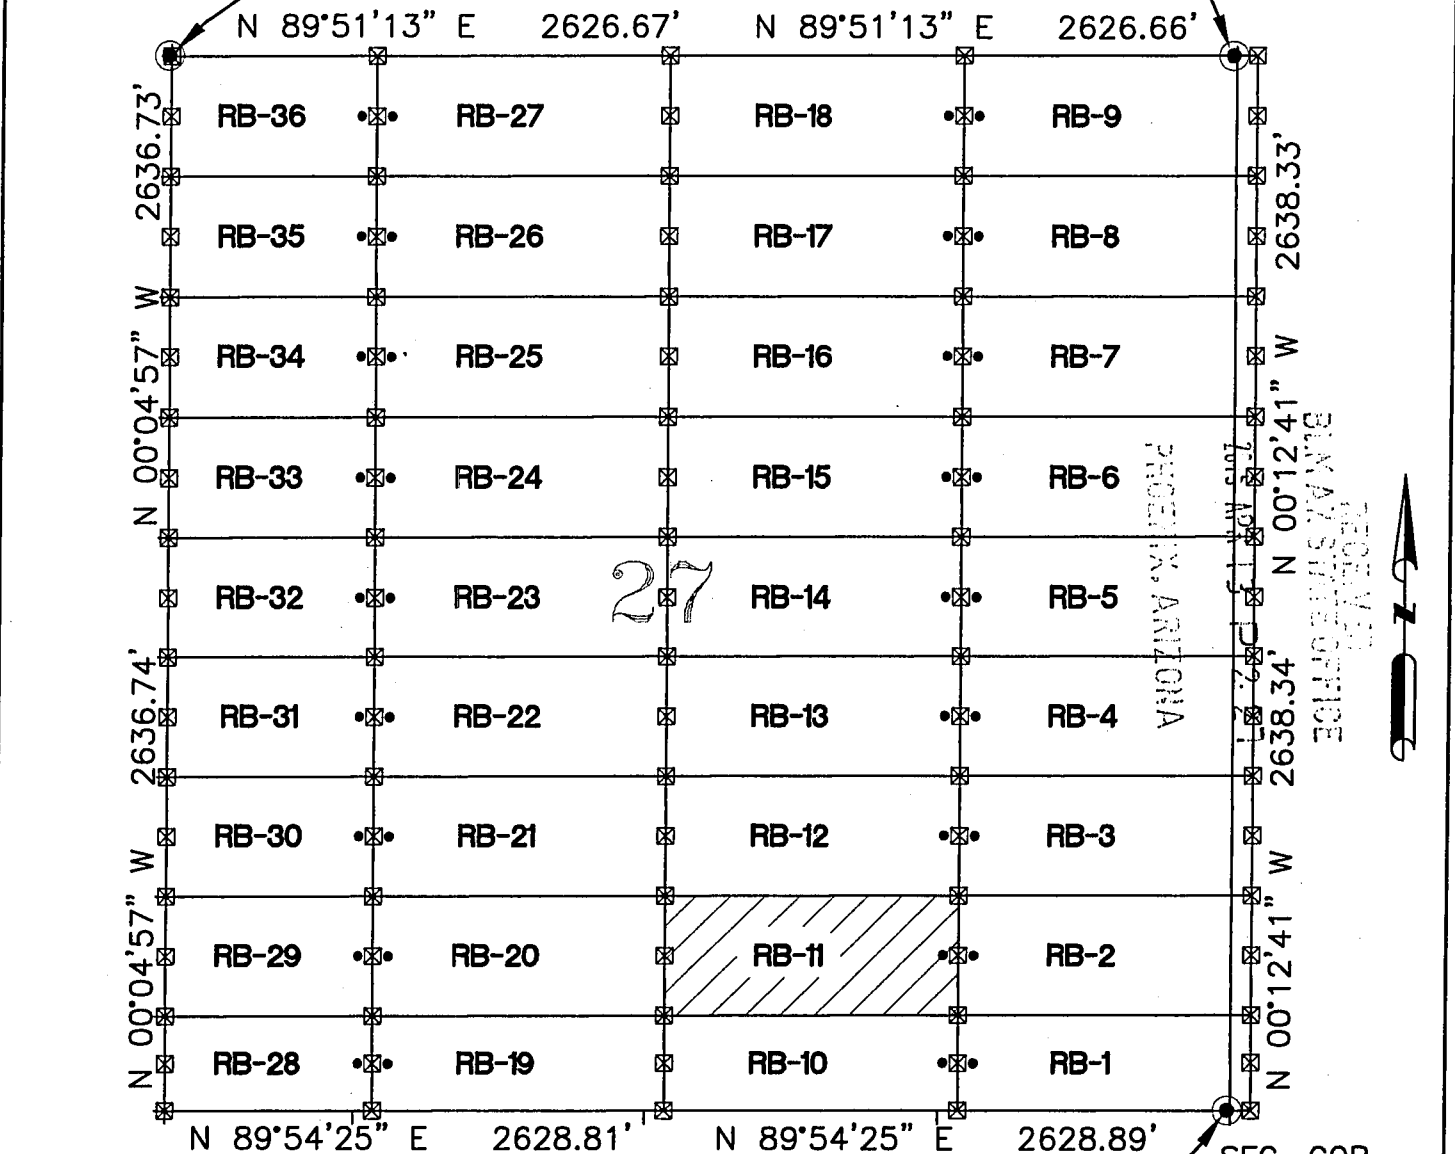 N 89°51'13" E 2626.67' N 89°51'13" E 2626.66'
2636.73'
N 00°04'57" W
2636.74'
N 00°04'57" W
RB-36 RB-27 RB-18 RB-9
RB-35 RB-26 RB-17 RB-8
RB-34 RB-25 RB-16 RB-7
RB-33 RB-24 RB-15 RB-6
RB-32 RB-23 RB-14 RB-5
27
RB-31 RB-22 RB-13 RB-4
RB-30 RB-21 RB-12 RB-3
RB-29 RB-20 RB-11 RB-2
RB-28 RB-19 RB-10 RB-1
2638.33'
N 00°12'41" W
2638.34'
N 00°12'41" W
RECEIVED
BLM AZ STATE OFFICE
PHOENIX, ARIZONA
N
N 89°54'25" E 2628.81' N 89°54'25" E 2628.89'
SEC. COR.